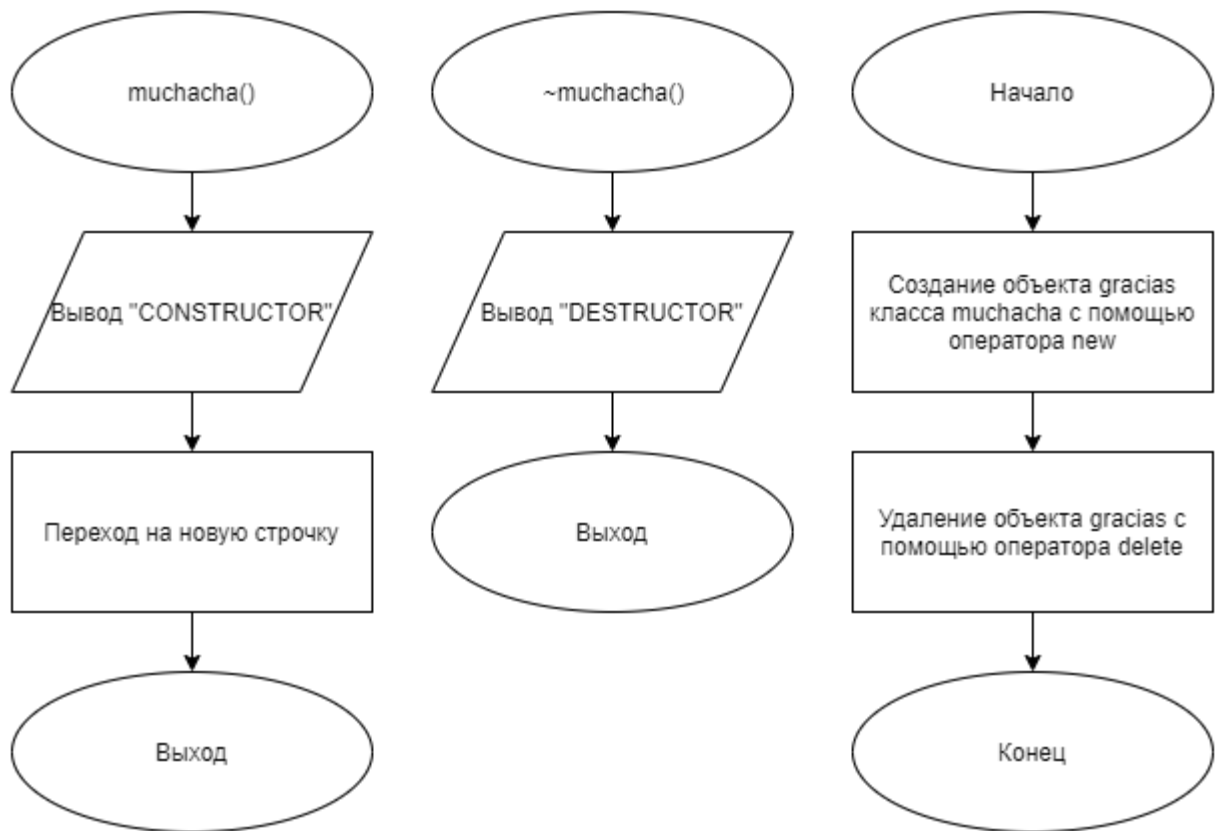 muchacha()
Вывод "CONSTRUCTOR"
Переход на новую строчку
Выход
~muchacha()
Вывод "DESTRUCTOR"
Выход
Начало
Создание объекта gracias
класса muchacha с помощью
оператора new
Удаление объекта gracias с
помощью оператора delete
Конец